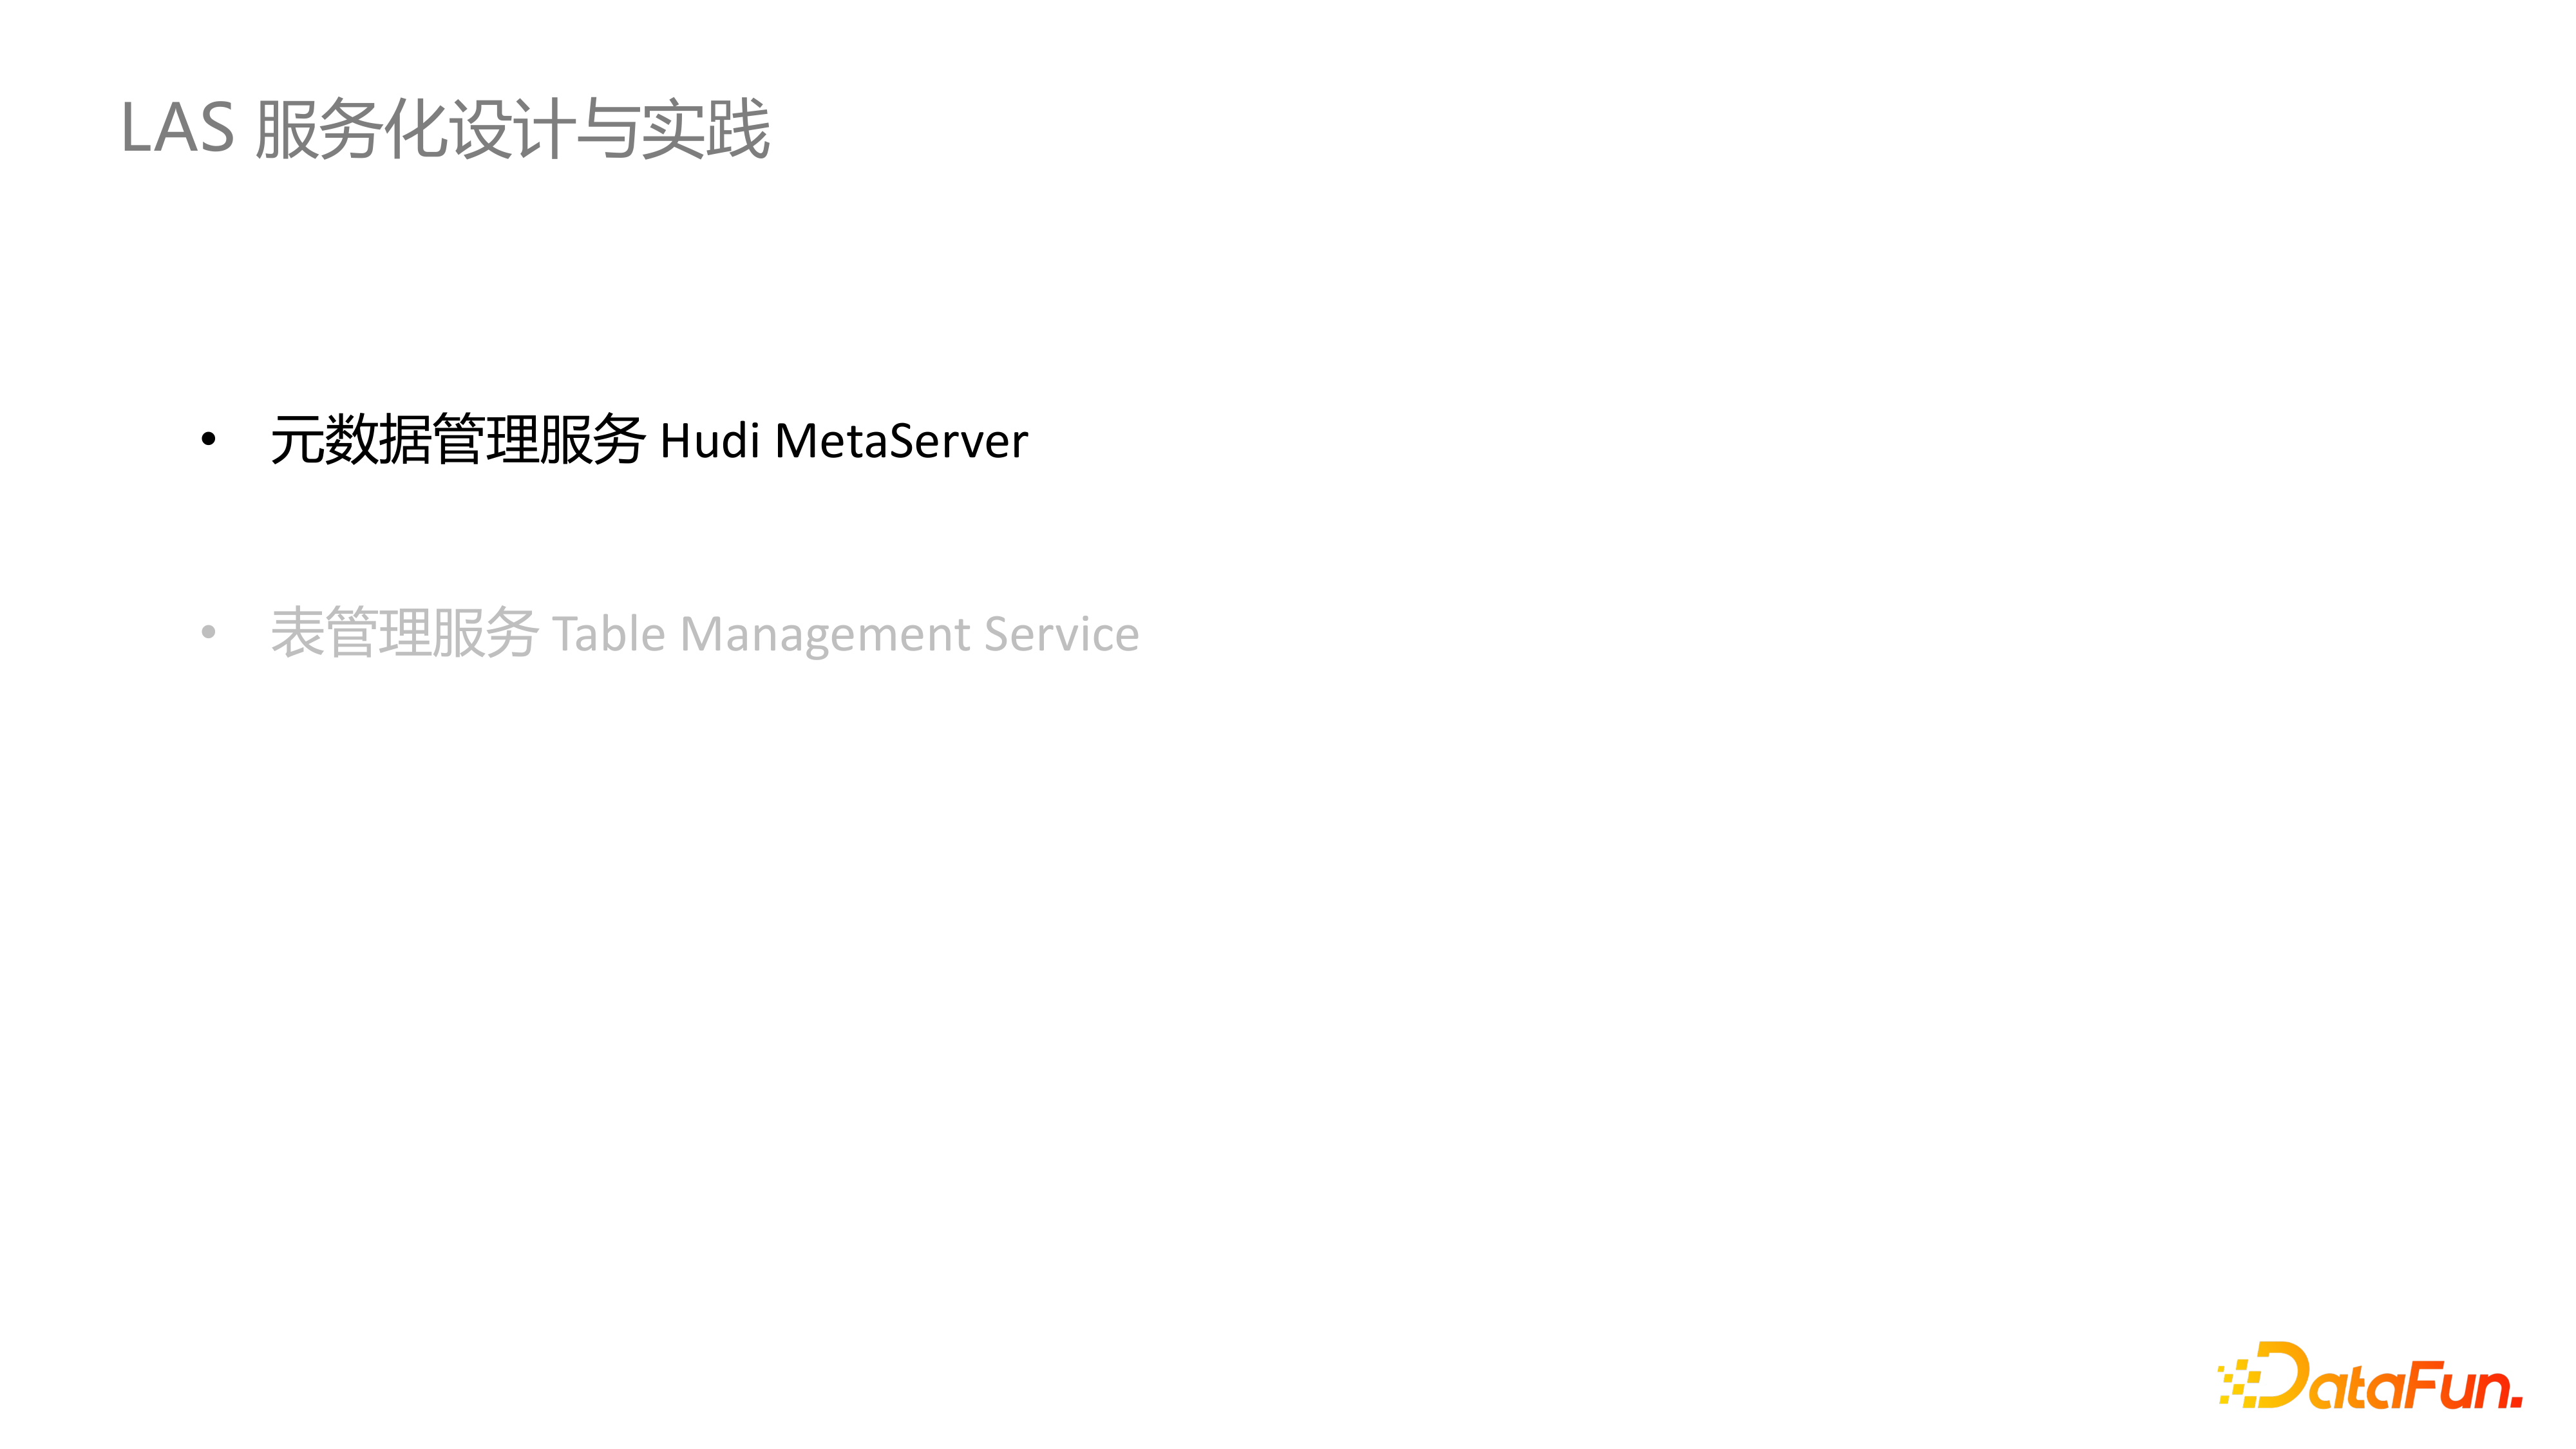 LAS 服务化设计与实践
• 元数据管理服务 Hudi MetaServer
• 表管理服务 Table Management Service
DataFun.